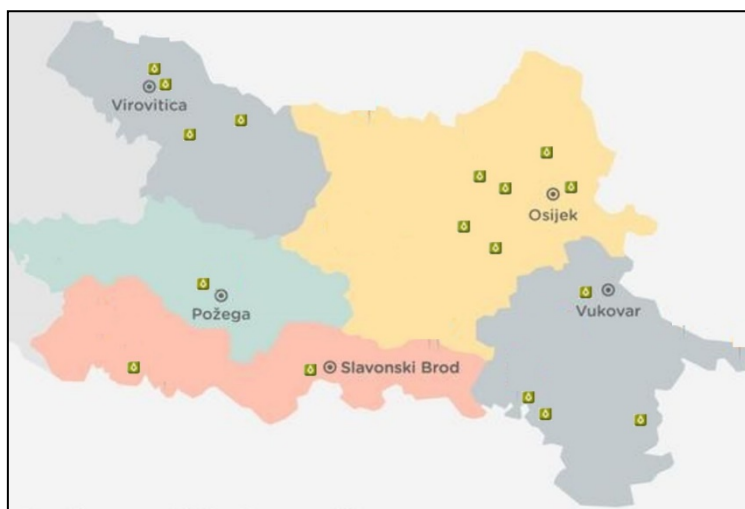 Virovitica
Osijek
Vukovar
Požega
Slavonski Brod